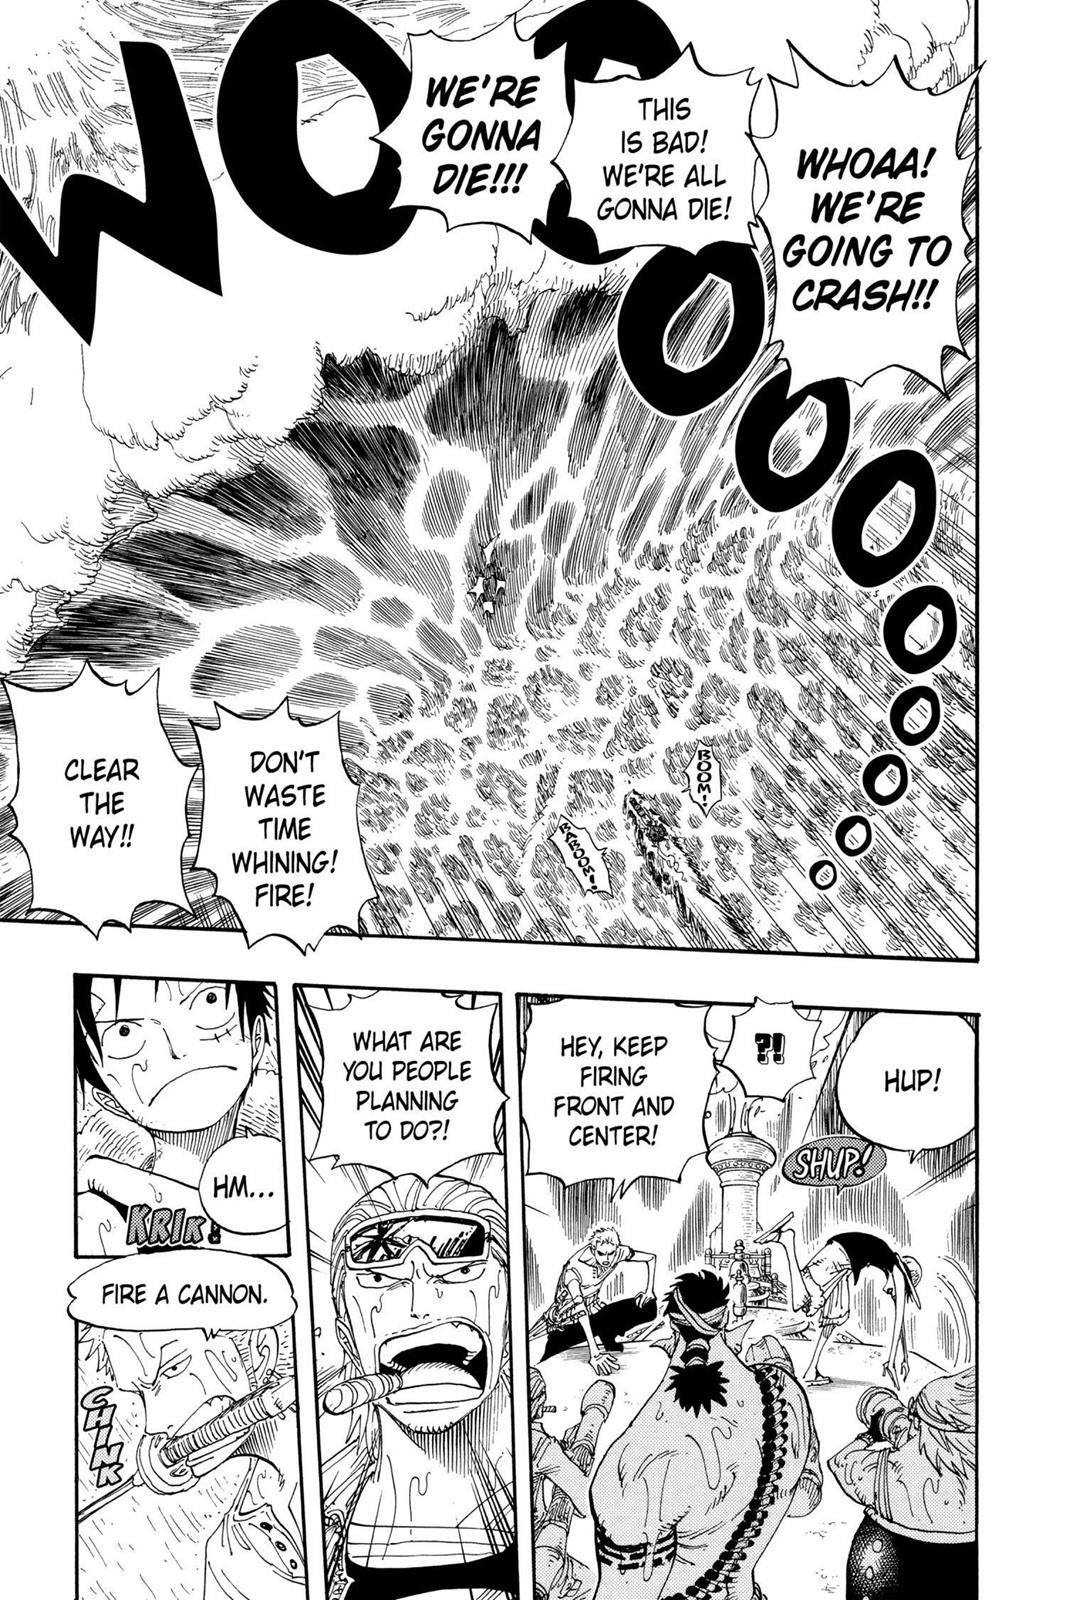 WHOAA!
WE'RE
GOING TO
CRASH!!
THIS
IS BAD!
WE'RE ALL
GONNA DIE!
WE'RE
GONNA
DIE!!!
BOOM!
KABOOM!
DON'T
WASTE
TIME
WHINING!
FIRE!
CLEAR
THE
WAY!!
HUP!
?!
SHUP!
HEY, KEEP
FIRING
FRONT AND
CENTER!
WHAT ARE
YOU PEOPLE
PLANNING
TO DO?!
HM...
KRIK!
FIRE A CANNON.
CHINK